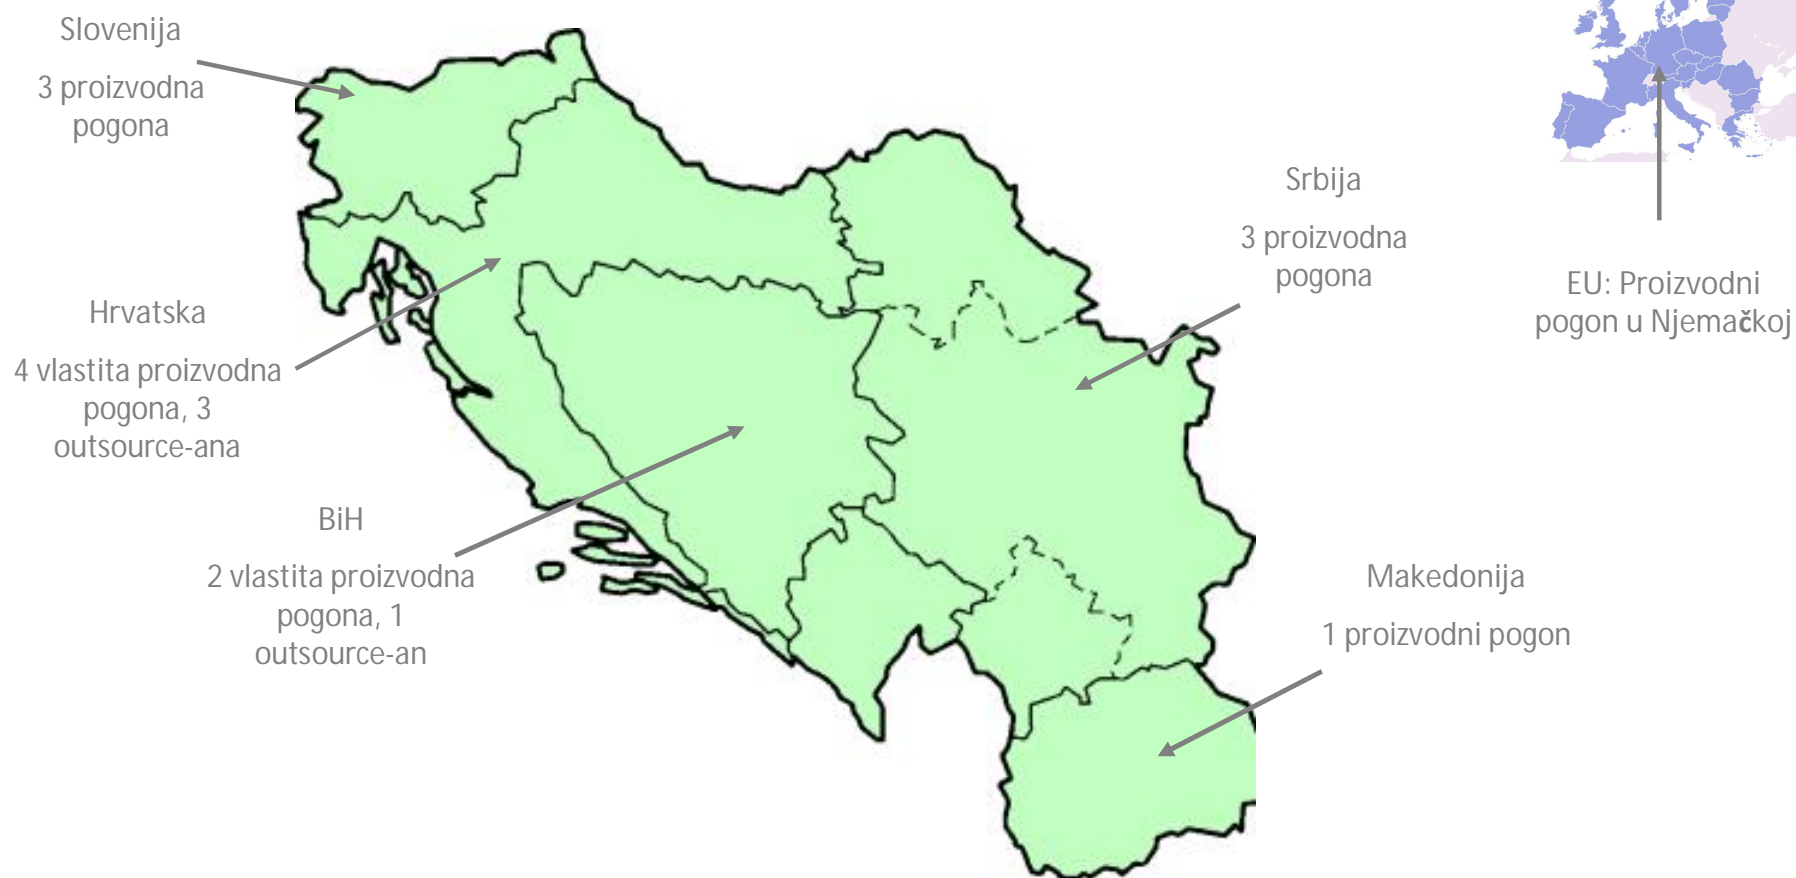 Slovenija
3 proizvodna
pogona
Hrvatska
4 vlastita proizvodna
pogona, 3
outsource-ana
BiH
2 vlastita proizvodna
pogona, 1
outsource-an
Srbija
3 proizvodna
pogona
EU: Proizvodni
pogon u Njemačkoj
Makedonija
1 proizvodni pogon